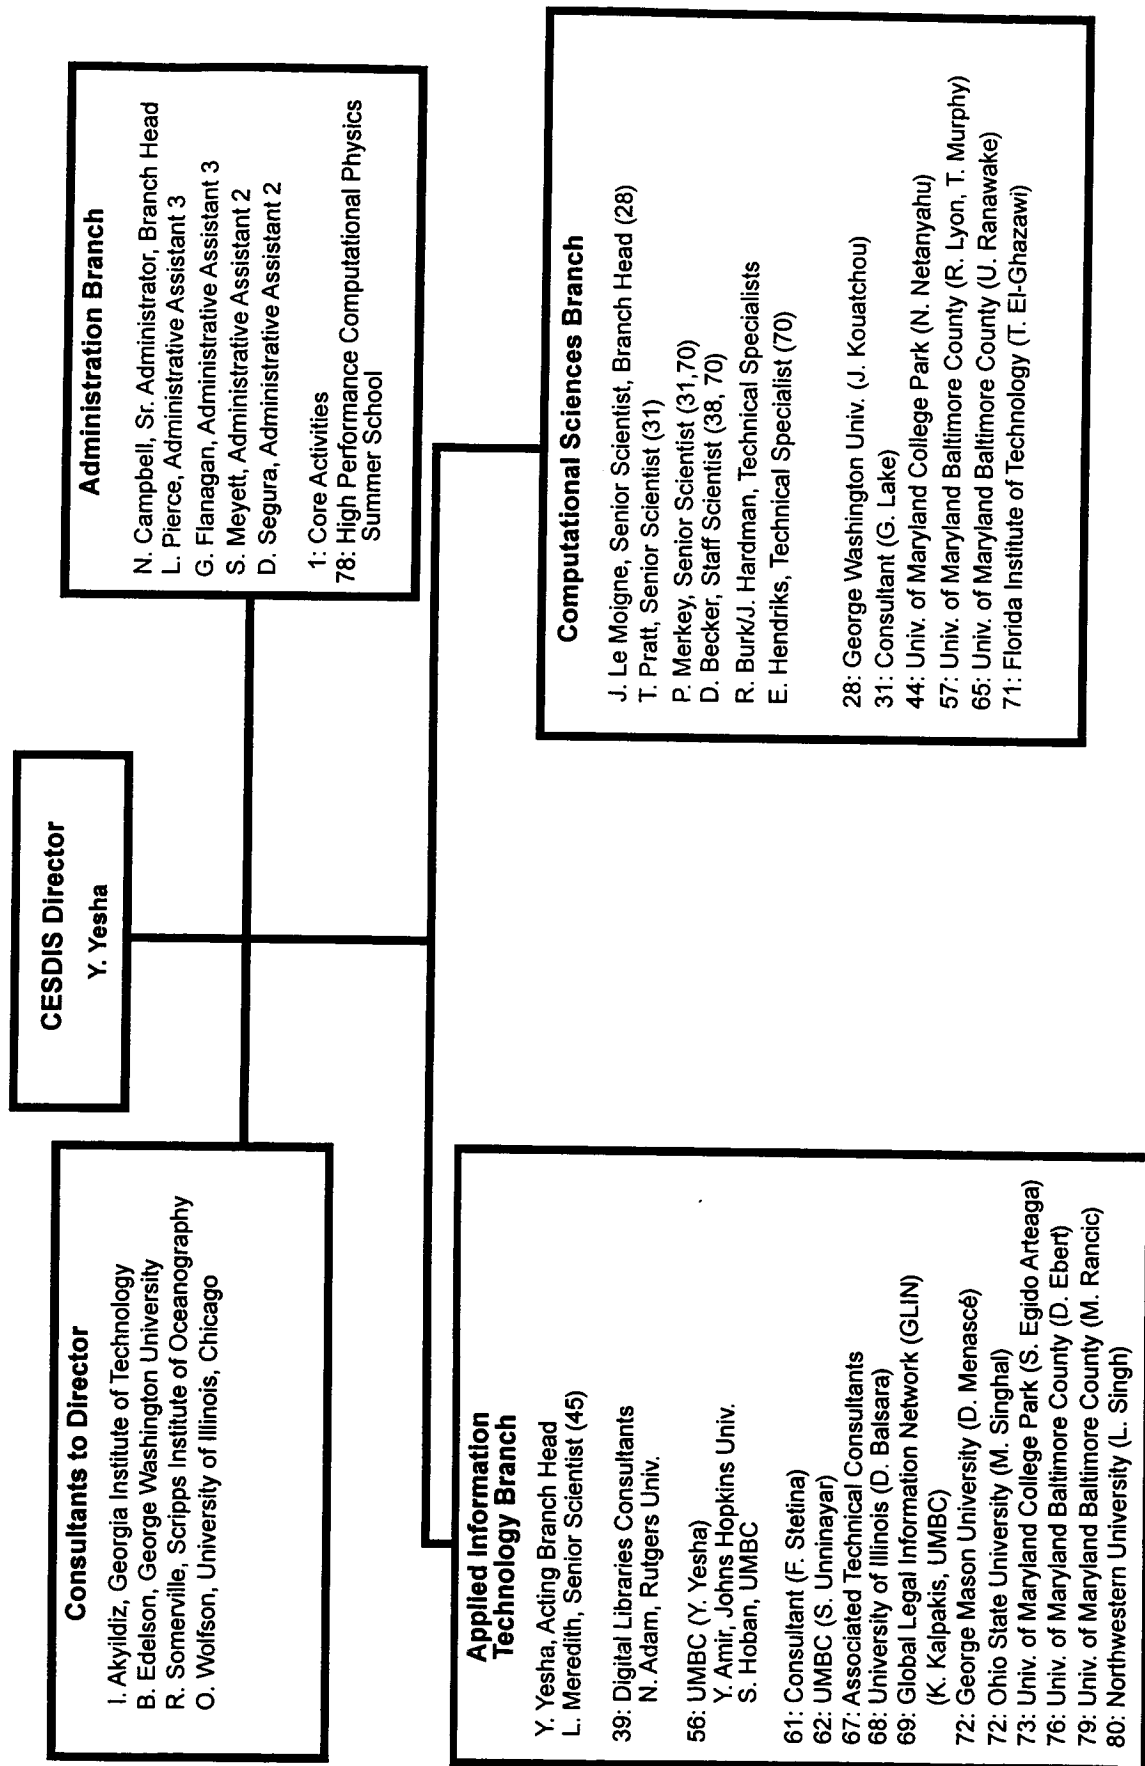 CESDIS Director
Y. Yesha
Consultants to Director
I. Akyildiz, Georgia Institute of Technology
B. Edelson, George Washington University
R. Somerville, Scripps Institute of Oceanography
O. Wolfson, University of Illinois, Chicago
Administration Branch
N. Campbell, Sr. Administrator, Branch Head
L. Pierce, Administrative Assistant 3
G. Flanagan, Administrative Assistant 3
S. Meyett, Administrative Assistant 2
D. Segura, Administrative Assistant 2
1: Core Activities
78: High Performance Computational Physics
Summer School
Applied Information
Technology Branch
Y. Yesha, Acting Branch Head
L. Meredith, Senior Scientist (45)
39: Digital Libraries Consultants
N. Adam, Rutgers Univ.
56: UMBC (Y. Yesha)
Y. Amir, Johns Hopkins Univ.
S. Hoban, UMBC
61: Consultant (F. Stetina)
62: UMBC (S. Unninayar)
67: Associated Technical Consultants
68: University of Illinois (D. Balsara)
69: Global Legal Information Network (GLIN)
(K. Kalpakis, UMBC)
72: George Mason University (D. Menascé)
72: Ohio State University (M. Singhal)
73: Univ. of Maryland College Park (S. Egido Arteaga)
76: Univ. of Maryland Baltimore County (D. Ebert)
79: Univ. of Maryland Baltimore County (M. Rancic)
80: Northwestern University (L. Singh)
Computational Sciences Branch
J. Le Moigne, Senior Scientist, Branch Head (28)
T. Pratt, Senior Scientist (31)
P. Merkey, Senior Scientist (31,70)
D. Becker, Staff Scientist (38, 70)
R. Burk/J. Hardman, Technical Specialists
E. Hendriks, Technical Specialist (70)
28: George Washington Univ. (J. Kouatchou)
31: Consultant (G. Lake)
44: Univ. of Maryland College Park (N. Netanyahu)
57: Univ. of Maryland Baltimore County (R. Lyon, T. Murphy)
65: Univ. of Maryland Baltimore County (U. Ranawake)
71: Florida Institute of Technology (T. El-Ghazawi)